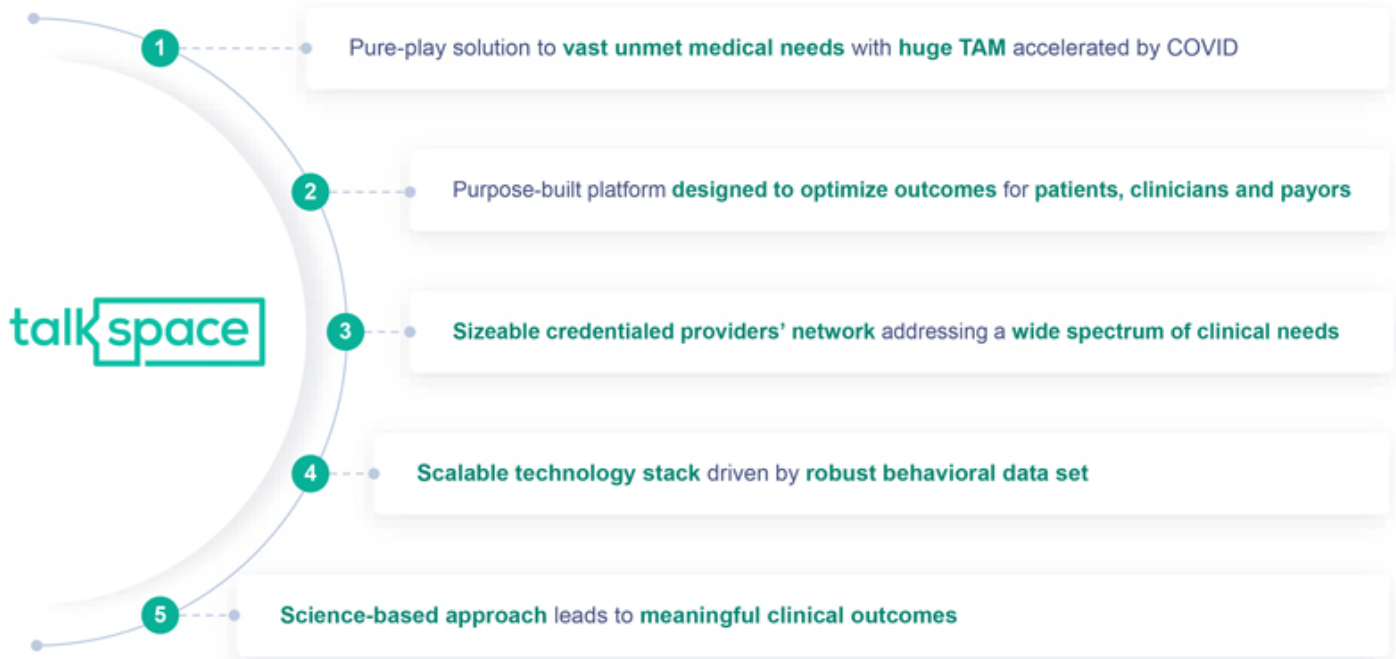 1
Pure-play solution to vast unmet medical needs with huge TAM accelerated by COVID
2
Purpose-built platform designed to optimize outcomes for patients, clinicians and payors
talkspace
3
Sizeable credentialed providers’ network addressing a wide spectrum of clinical needs
4
Scalable technology stack driven by robust behavioral data set
5
Science-based approach leads to meaningful clinical outcomes